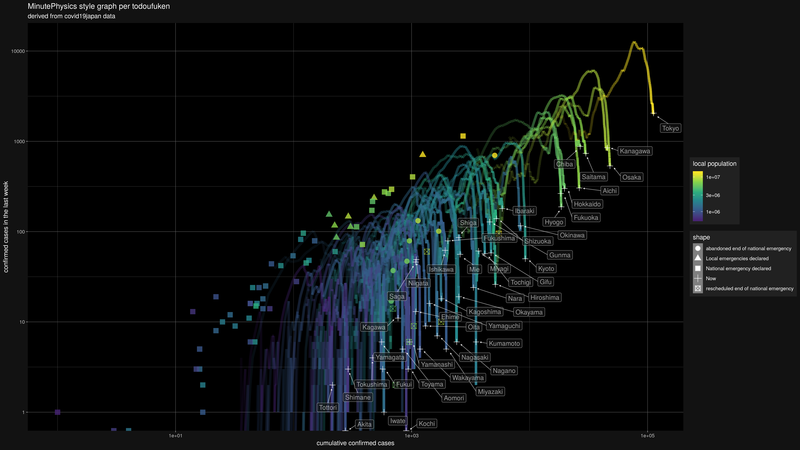 MinutePhysics style graph per todoufuken
derived from covid19japan data
confirmed cases in the last week
10000
1000
100
10
1
1e+01
1e+03
1e+05
cumulative confirmed cases
Tokyo
Kanagawa
Chiba
Saitama
Osaka
Aichi
Hokkaido
Fukuoka
Hyogo
Ibaraki
Shiga
Okinawa
Fukushima
Shizuoka
Gunma
Ishikawa
Mie
Miyagi
Kyoto
Niigata
Tochigi
Gifu
Saga
Nara
Hiroshima
Kagoshima
Okayama
Ehime
Kagawa
Oita
Yamaguchi
Kumamoto
Yamagata
Yamanashi
Nagasaki
Nagano
Wakayama
Tokushima
Fukui
Toyama
Miyazaki
Shimane
Aomori
Tottori
Akita
Iwate
Kochi
local population
1e+07
3e+06
1e+06
shape
abandoned end of national emergency
Local emergencies declared
National emergency declared
Now
rescheduled end of national emergency